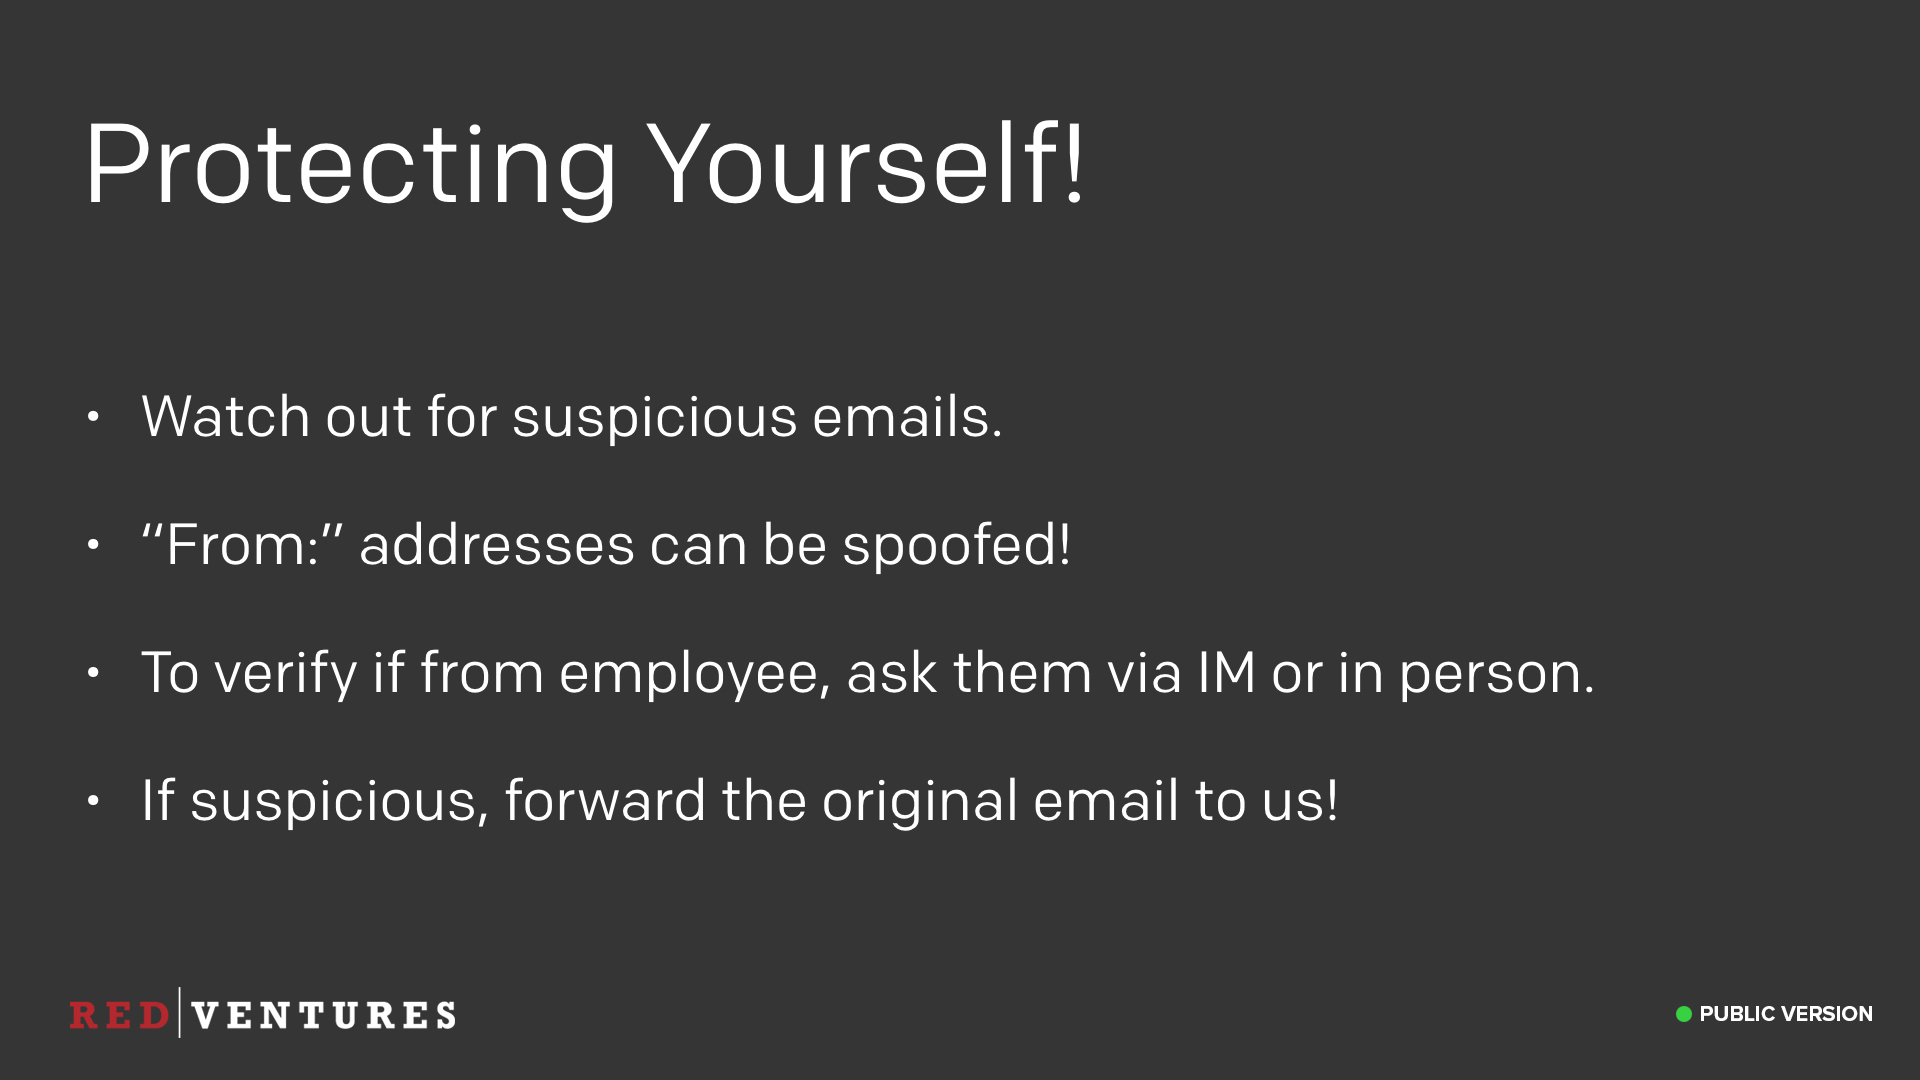 Protecting Yourself!
• Watch out for suspicious emails.
• “From:” addresses can be spoofed!
• To verify if from employee, ask them via IM or in person.
• If suspicious, forward the original email to us!
RED|VENTURES
PUBLIC VERSION